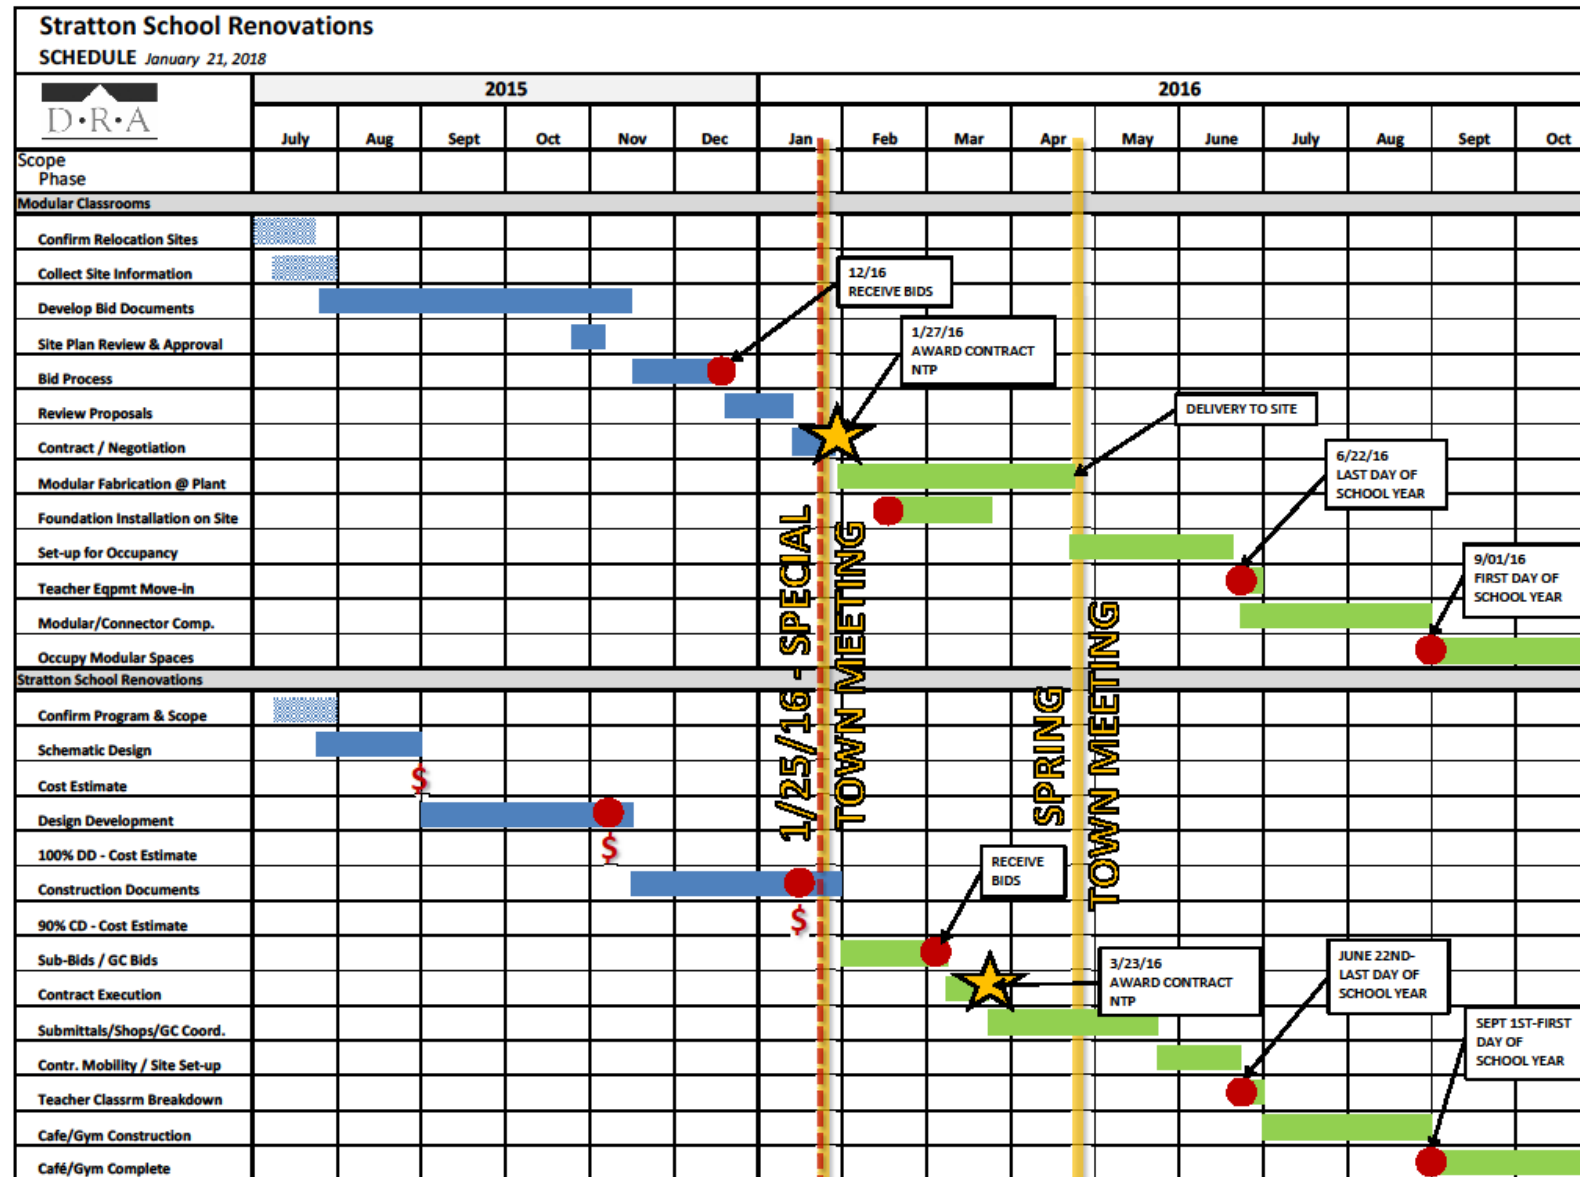 Stratton School Renovations
SCHEDULE January 21, 2018
D·R·A
2015 2016
July Aug Sept Oct Nov Dec Jan Feb Mar Apr May June July Aug Sept Oct
Scope
Phase
Modular Classrooms
Confirm Relocation Sites
Collect Site Information
12/16
RECEIVE BIDS
Develop Bid Documents
1/27/16
AWARD CONTRACT
NTP
Site Plan Review & Approval
Bid Process
Review Proposals
DELIVERY TO SITE
Contract / Negotiation
6/22/16
LAST DAY OF
SCHOOL YEAR
Modular Fabrication @ Plant
Foundation Installation on Site
Set-up for Occupancy
9/01/16
FIRST DAY OF
SCHOOL YEAR
Teacher Eqpmt Move-in
Modular/Connector Comp.
Occupy Modular Spaces
1/25/16 - SPECIAL
TOWN MEETING
SPRING
TOWN MEETING
Stratton School Renovations
Confirm Program & Scope
Schematic Design
Cost Estimate
$
Design Development
100% DD - Cost Estimate
$
RECEIVE
BIDS
Construction Documents
90% CD - Cost Estimate
$
Sub-Bids / GC Bids
3/23/16
AWARD CONTRACT
NTP
JUNE 22ND-
LAST DAY OF
SCHOOL YEAR
Contract Execution
Submittals/Shops/GC Coord.
SEPT 1ST-FIRST
DAY OF
SCHOOL YEAR
Contr. Mobility / Site Set-up
Teacher Classrm Breakdown
Cafe/Gym Construction
Café/Gym Complete